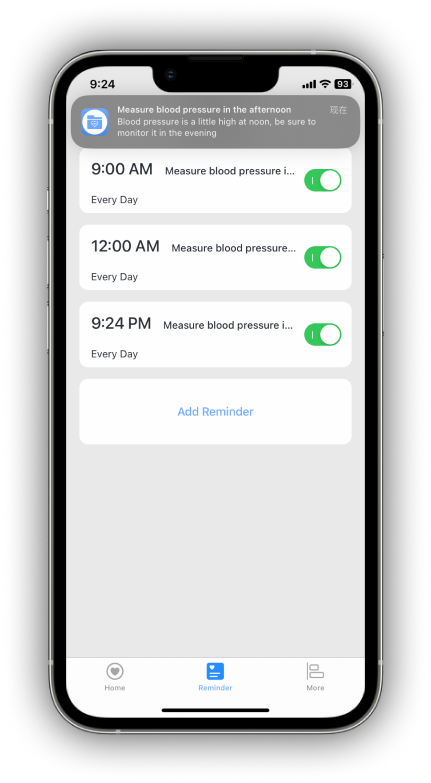 9:24
93
Measure blood pressure in the afternoon
现在
Blood pressure is a little high at noon, be sure to
monitor it in the evening
9:00 AM Measure blood pressure i...
Every Day
12:00 AM Measure blood pressure...
Every Day
9:24 PM Measure blood pressure i...
Every Day
Add Reminder
Home
Reminder
More